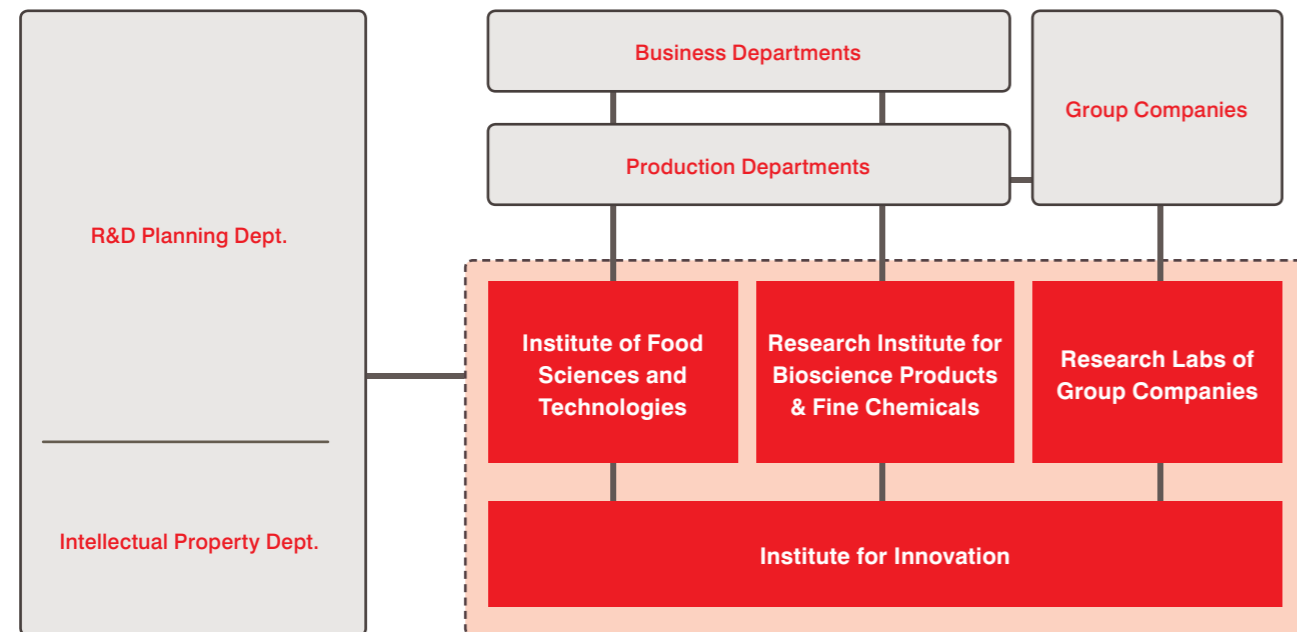 R&D Planning Dept.
Intellectual Property Dept.
Business Departments
Production Departments
Group Companies
Institute of Food
Sciences and
Technologies
Research Institute for
Bioscience Products
& Fine Chemicals
Research Labs of
Group Companies
Institute for Innovation